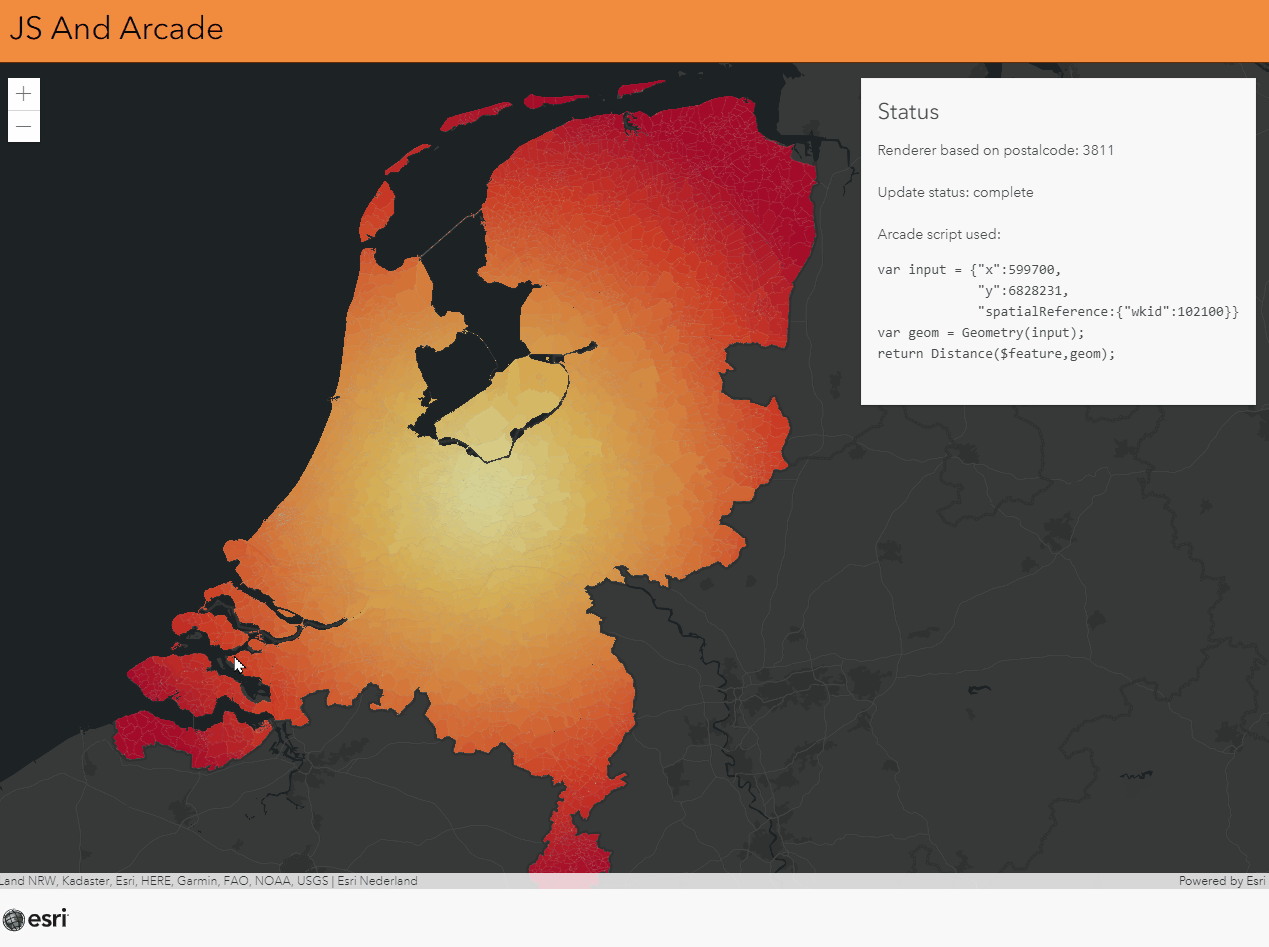 JS And Arcade
+
−
Status
Renderer based on postalcode: 3811
Update status: complete
Arcade script used:
var input = {"x":599700,
"y":6828231,
"spatialReference:{"wkid":102100}}
var geom = Geometry(input);
return Distance($feature,geom);
Land NRW, Kadaster, Esri, HERE, Garmin, FAO, NOAA, USGS | Esri Nederland
Powered by Esri
esri